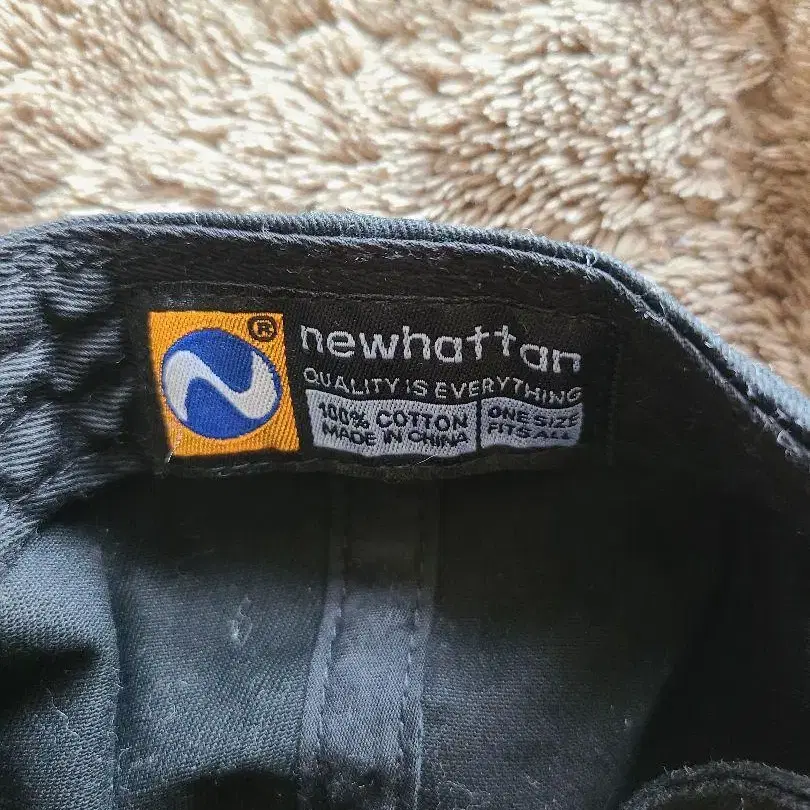 ®
newhattan
QUALITY IS EVERYTHING
100% COTTON
MADE IN CHINA
ONE SIZE
FITS ALL